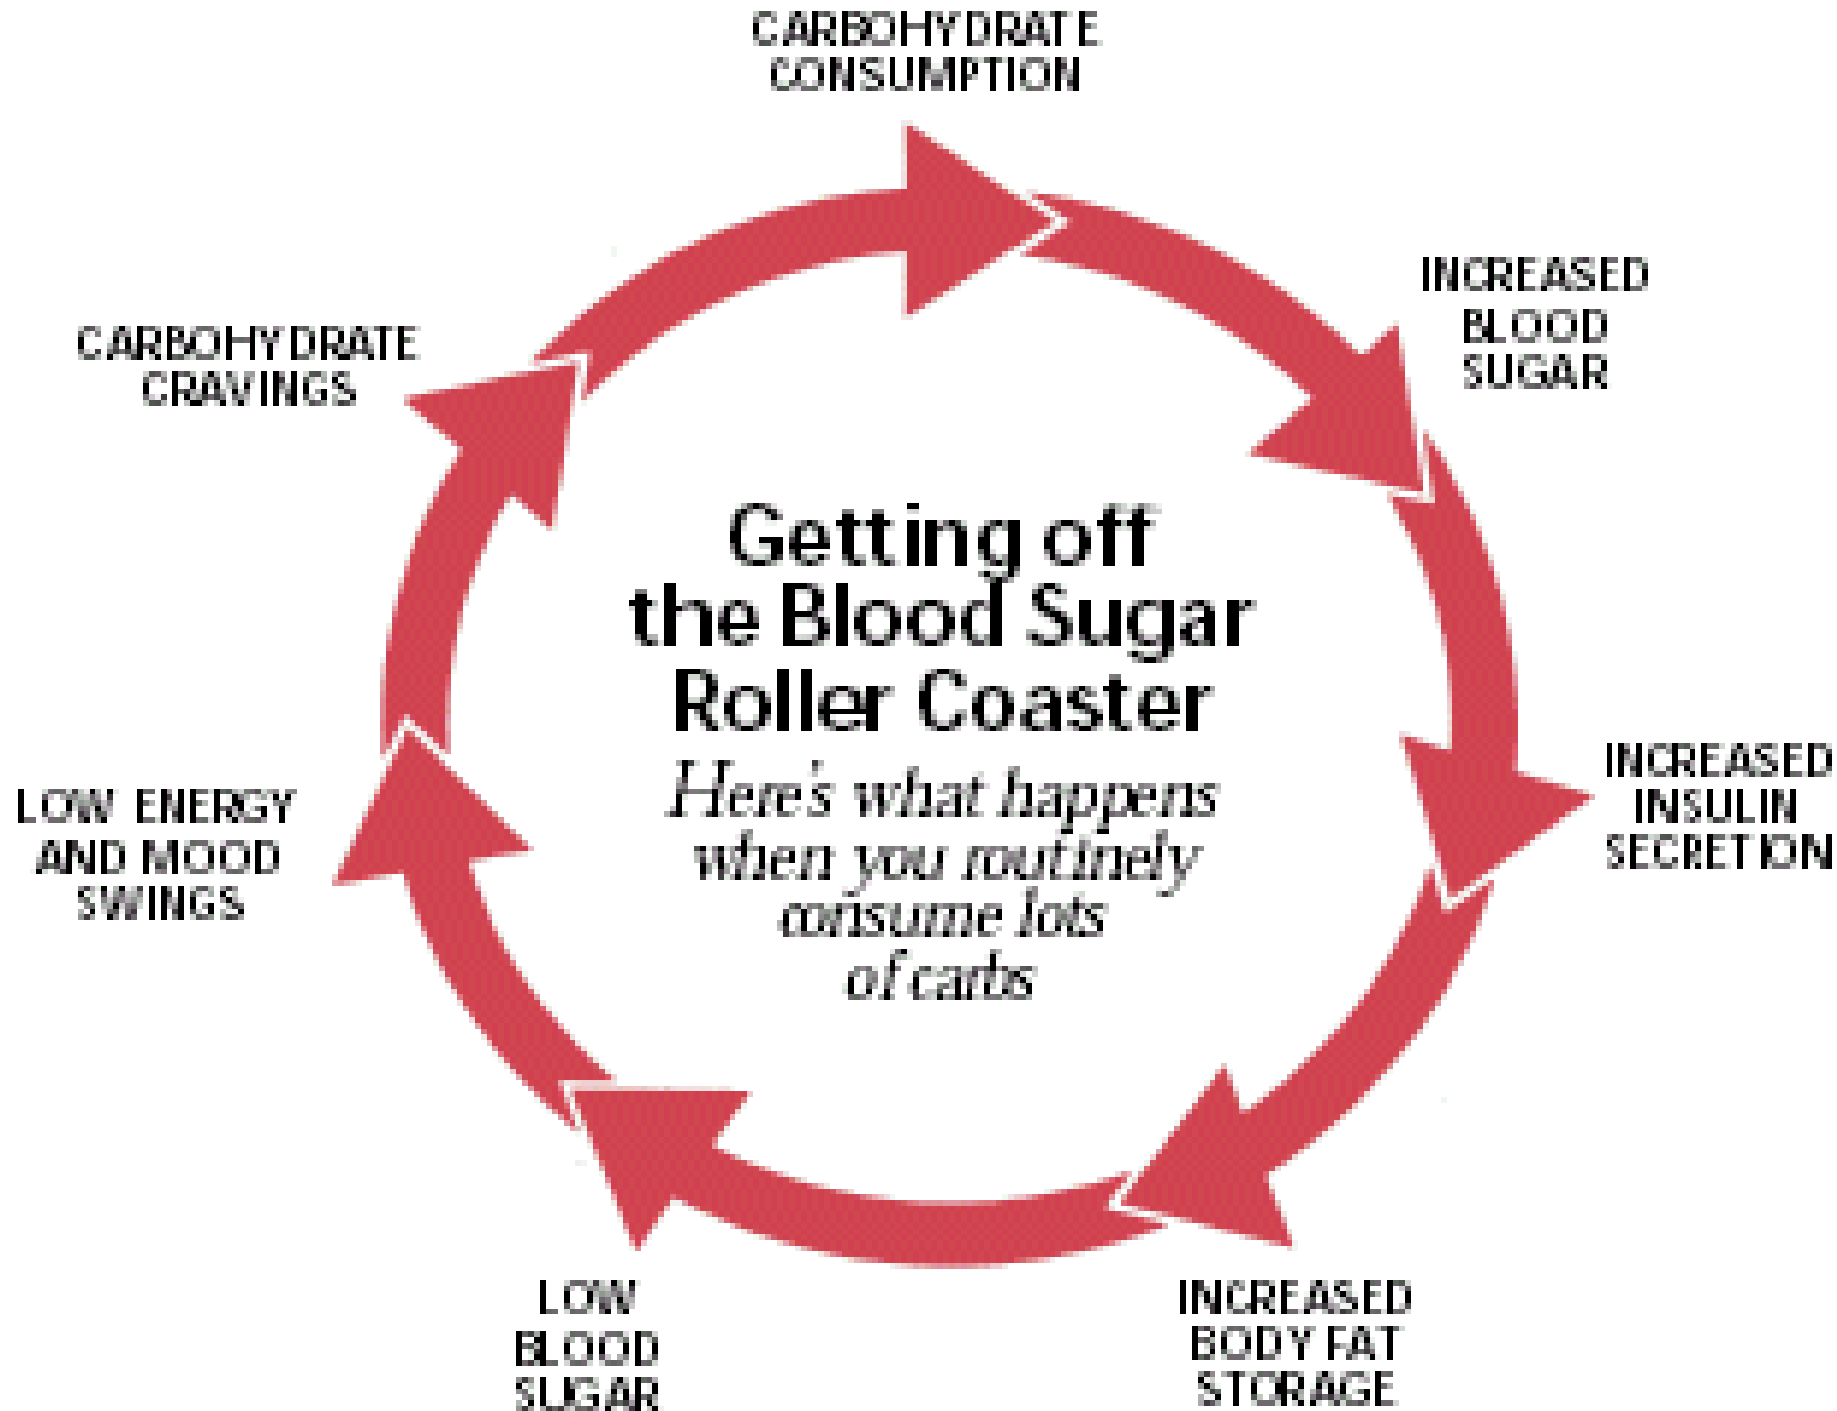 CARBOHYDRATE
CONSUMPTION
INCREASED
BLOOD
SUGAR
INCREASED
INSULIN
SECRETION
INCREASED
BODY FAT
STORAGE
LOW
BLOOD
SUGAR
LOW ENERGY
AND MOOD
SWINGS
CARBOHYDRATE
CRAVINGS
Getting off
the Blood Sugar
Roller Coaster
Here's what happens
when you routinely
consume lots
of carbs